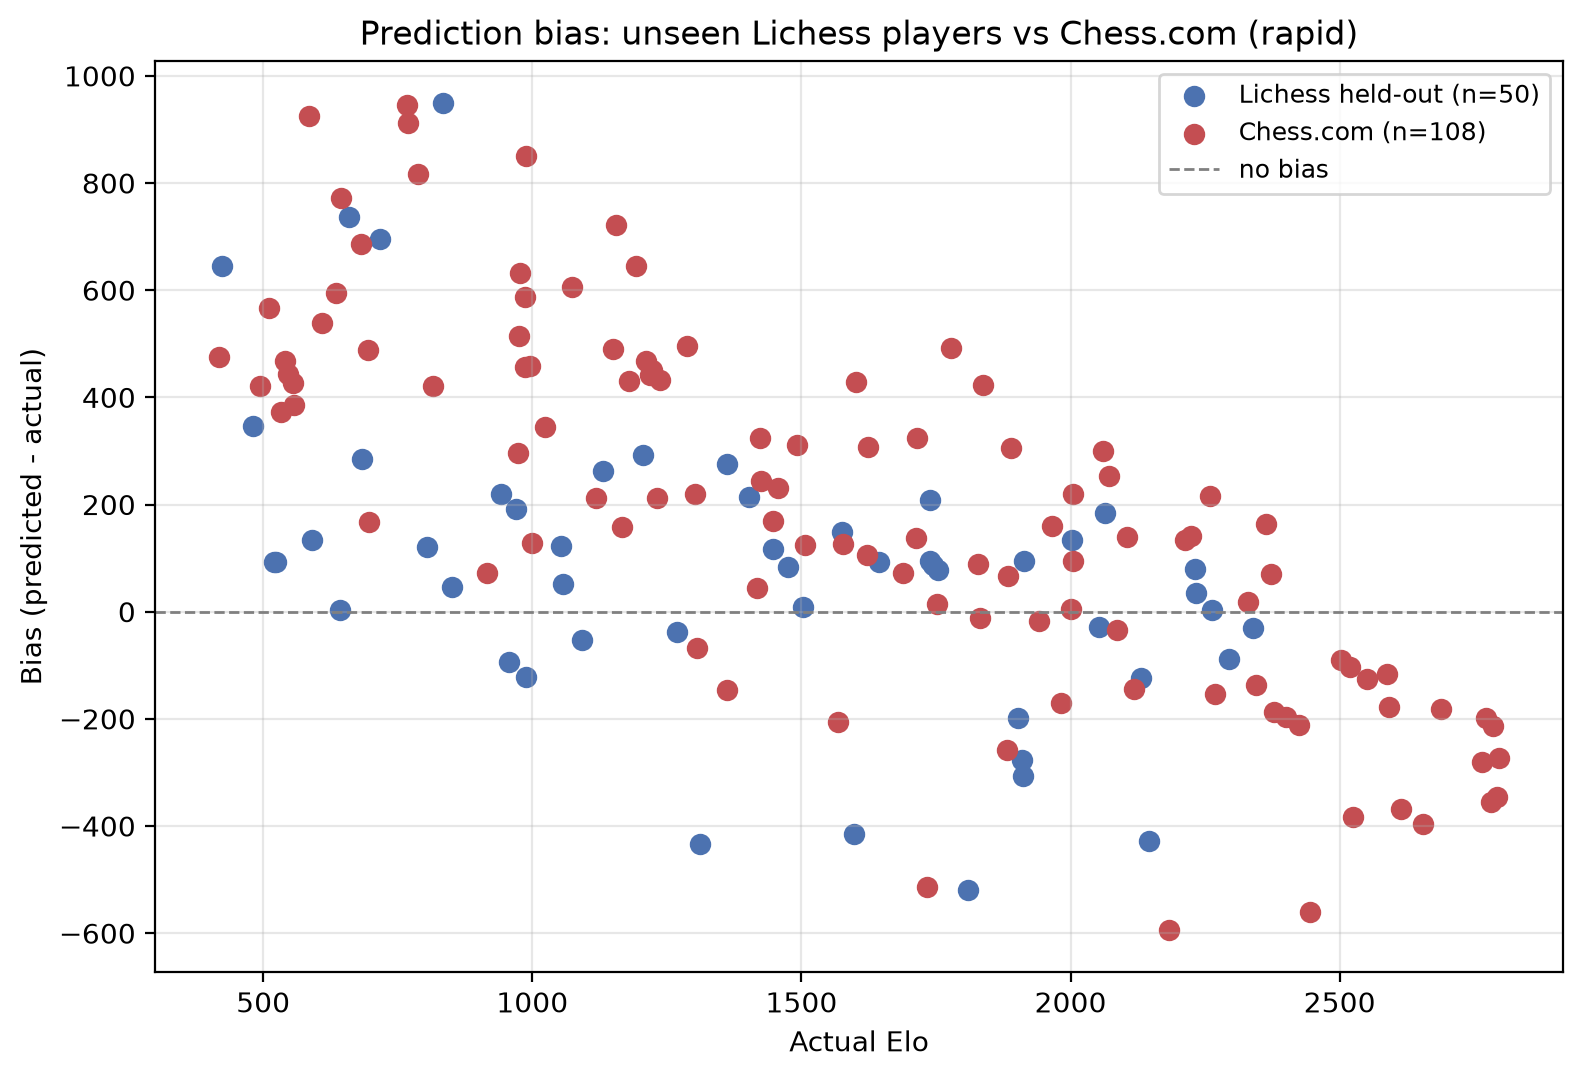 Prediction bias: unseen Lichess players vs Chess.com (rapid)
1000
800
600
400
200
0
−200
−400
−600
Bias (predicted - actual)
Lichess held-out (n=50)
Chess.com (n=108)
no bias
500 1000 1500 2000 2500
Actual Elo